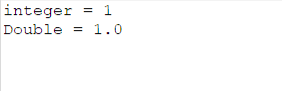 integer = 1
Double = 1.0